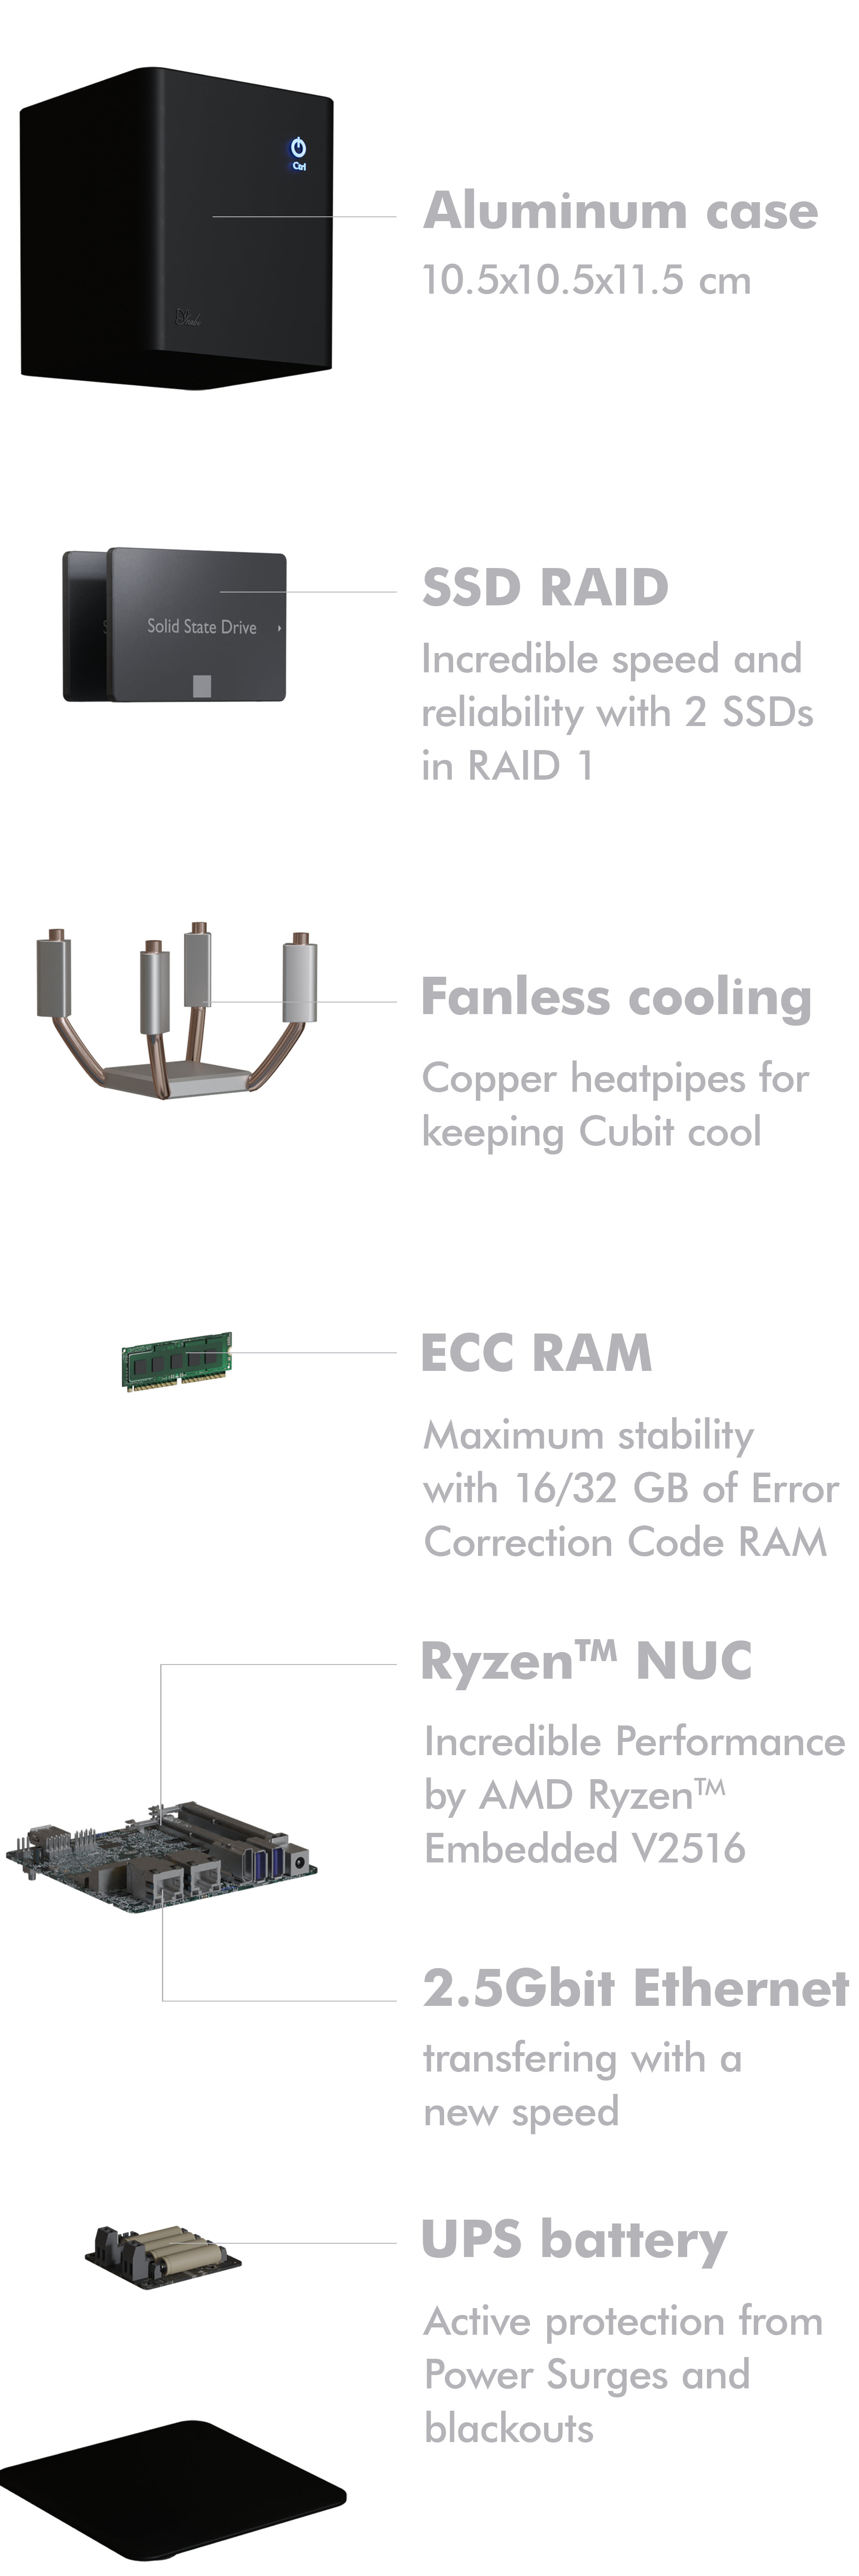 Ctrl
Aluminum case
10.5x10.5x11.5 cm
SSD RAID
Solid State Drive
Incredible speed and
reliability with 2 SSDs
in RAID 1
Fanless cooling
Copper heatpipes for
keeping Cubit cool
ECC RAM
Maximum stability
with 16/32 GB of Error
Correction Code RAM
Ryzen™ NUC
Incredible Performance
by AMD Ryzen™
Embedded V2516
2.5Gbit Ethernet
transfering with a
new speed
UPS battery
Active protection from
Power Surges and
blackouts